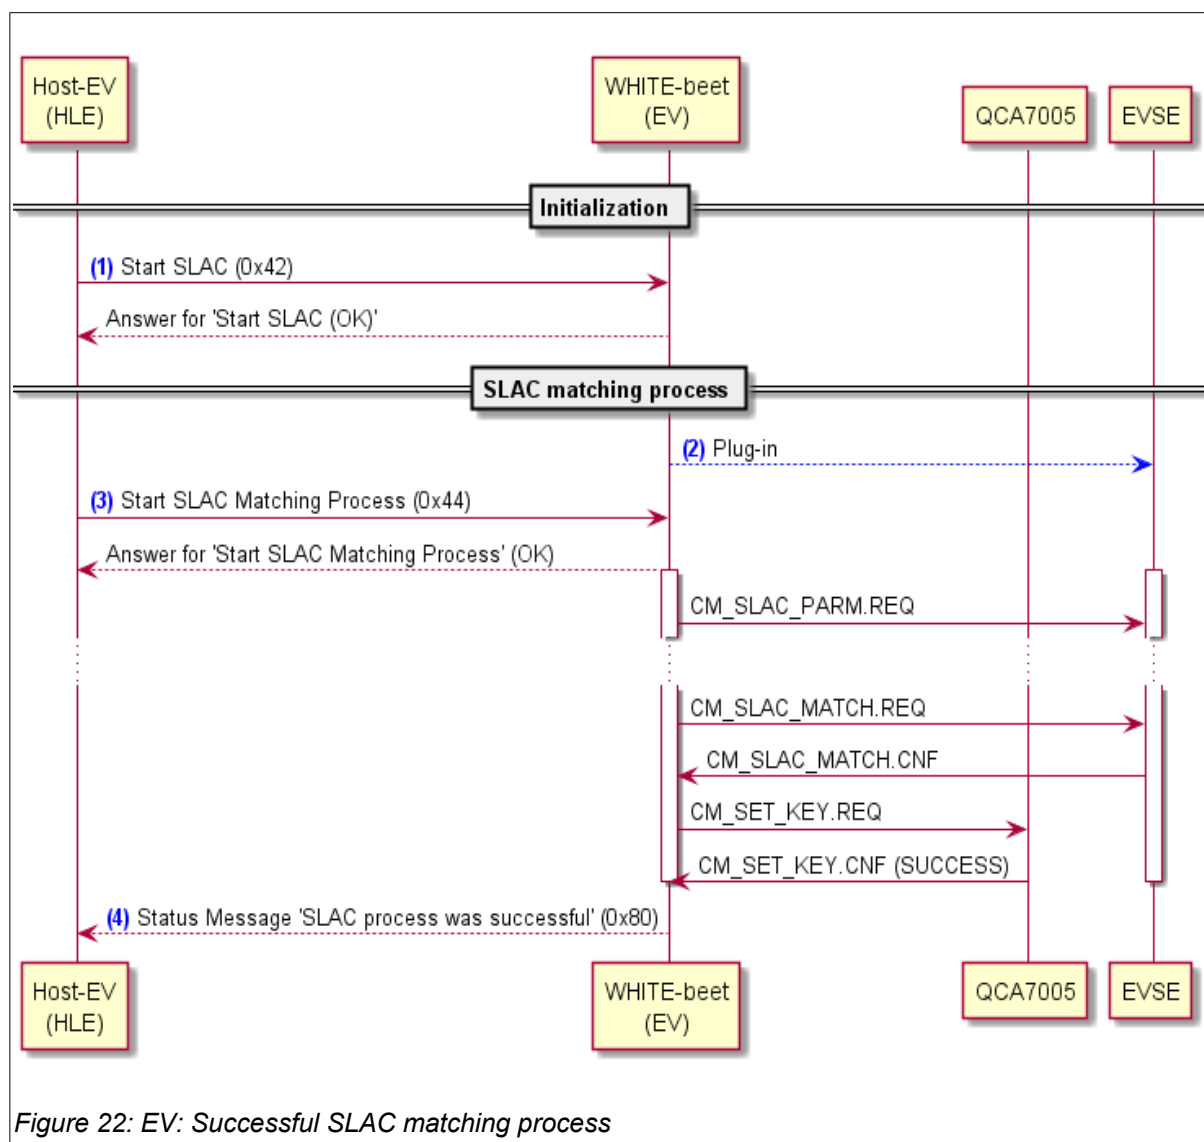 Host-EV
(HLE)
WHITE-beet
(EV)
QCA7005
EVSE
Initialization
(1) Start SLAC (0x42)
Answer for 'Start SLAC (OK)'
SLAC matching process
(2) Plug-in
(3) Start SLAC Matching Process (0x44)
Answer for 'Start SLAC Matching Process' (OK)
CM_SLAC_PARM.REQ
CM_SLAC_MATCH.REQ
CM_SLAC_MATCH.CNF
CM_SET_KEY.REQ
CM_SET_KEY.CNF (SUCCESS)
(4) Status Message 'SLAC process was successful' (0x80)
Host-EV
(HLE)
WHITE-beet
(EV)
QCA7005
EVSE
Figure 22: EV: Successful SLAC matching process